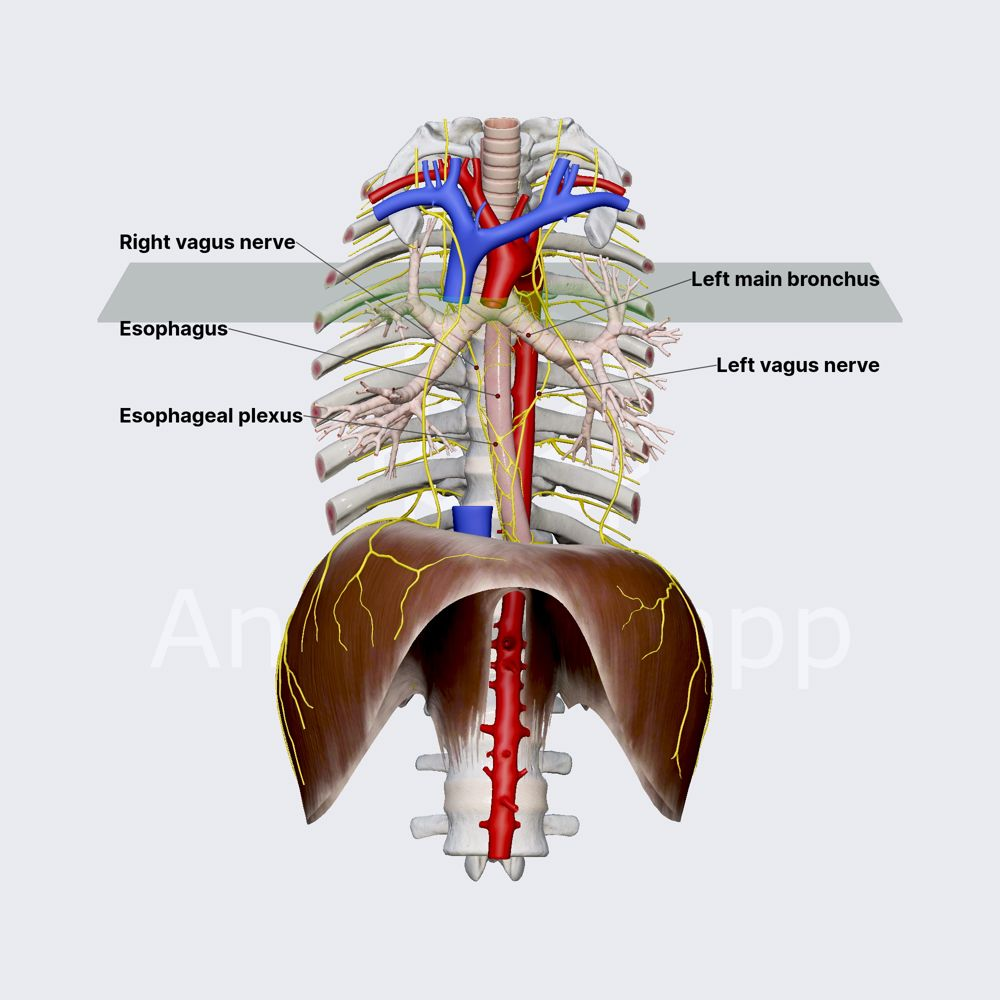 Right vagus nerve
Left main bronchus
Esophagus
Left vagus nerve
Esophageal plexus